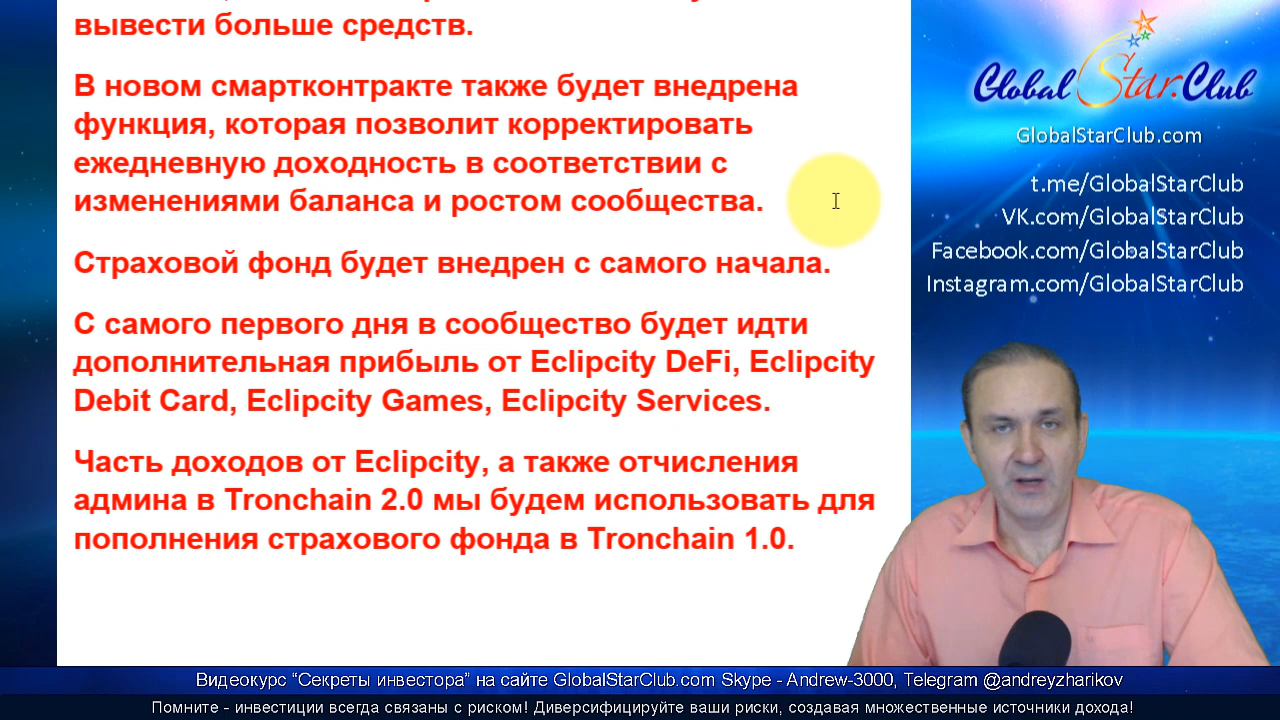 вывести больше средств.
В новом смартконтракте также будет внедрена
функция, которая позволит корректировать
ежедневную доходность в соответствии с
изменениями баланса и ростом сообщества.
Страховой фонд будет внедрен с самого начала.
С самого первого дня в сообщество будет идти
дополнительная прибыль от Eclipcity DeFi, Eclipcity
Debit Card, Eclipcity Games, Eclipcity Services.
Часть доходов от Eclipcity, а также отчисления
админа в Tronchain 2.0 мы будем использовать для
пополнения страхового фонда в Tronchain 1.0.
Global Star.Club
GlobalStarClub.com
t.me/GlobalStarClub
VK.com/GlobalStarClub
Facebook.com/GlobalStarClub
Instagram.com/GlobalStarClub
Видеокурс "Секреты инвестора" на сайте GlobalStarClub.com Skype - Andrew-3000, Telegram @andreyzharikov
Помните - инвестиции всегда связаны с риском! Диверсифицируйте ваши риски, создавая множественные источники дохода!